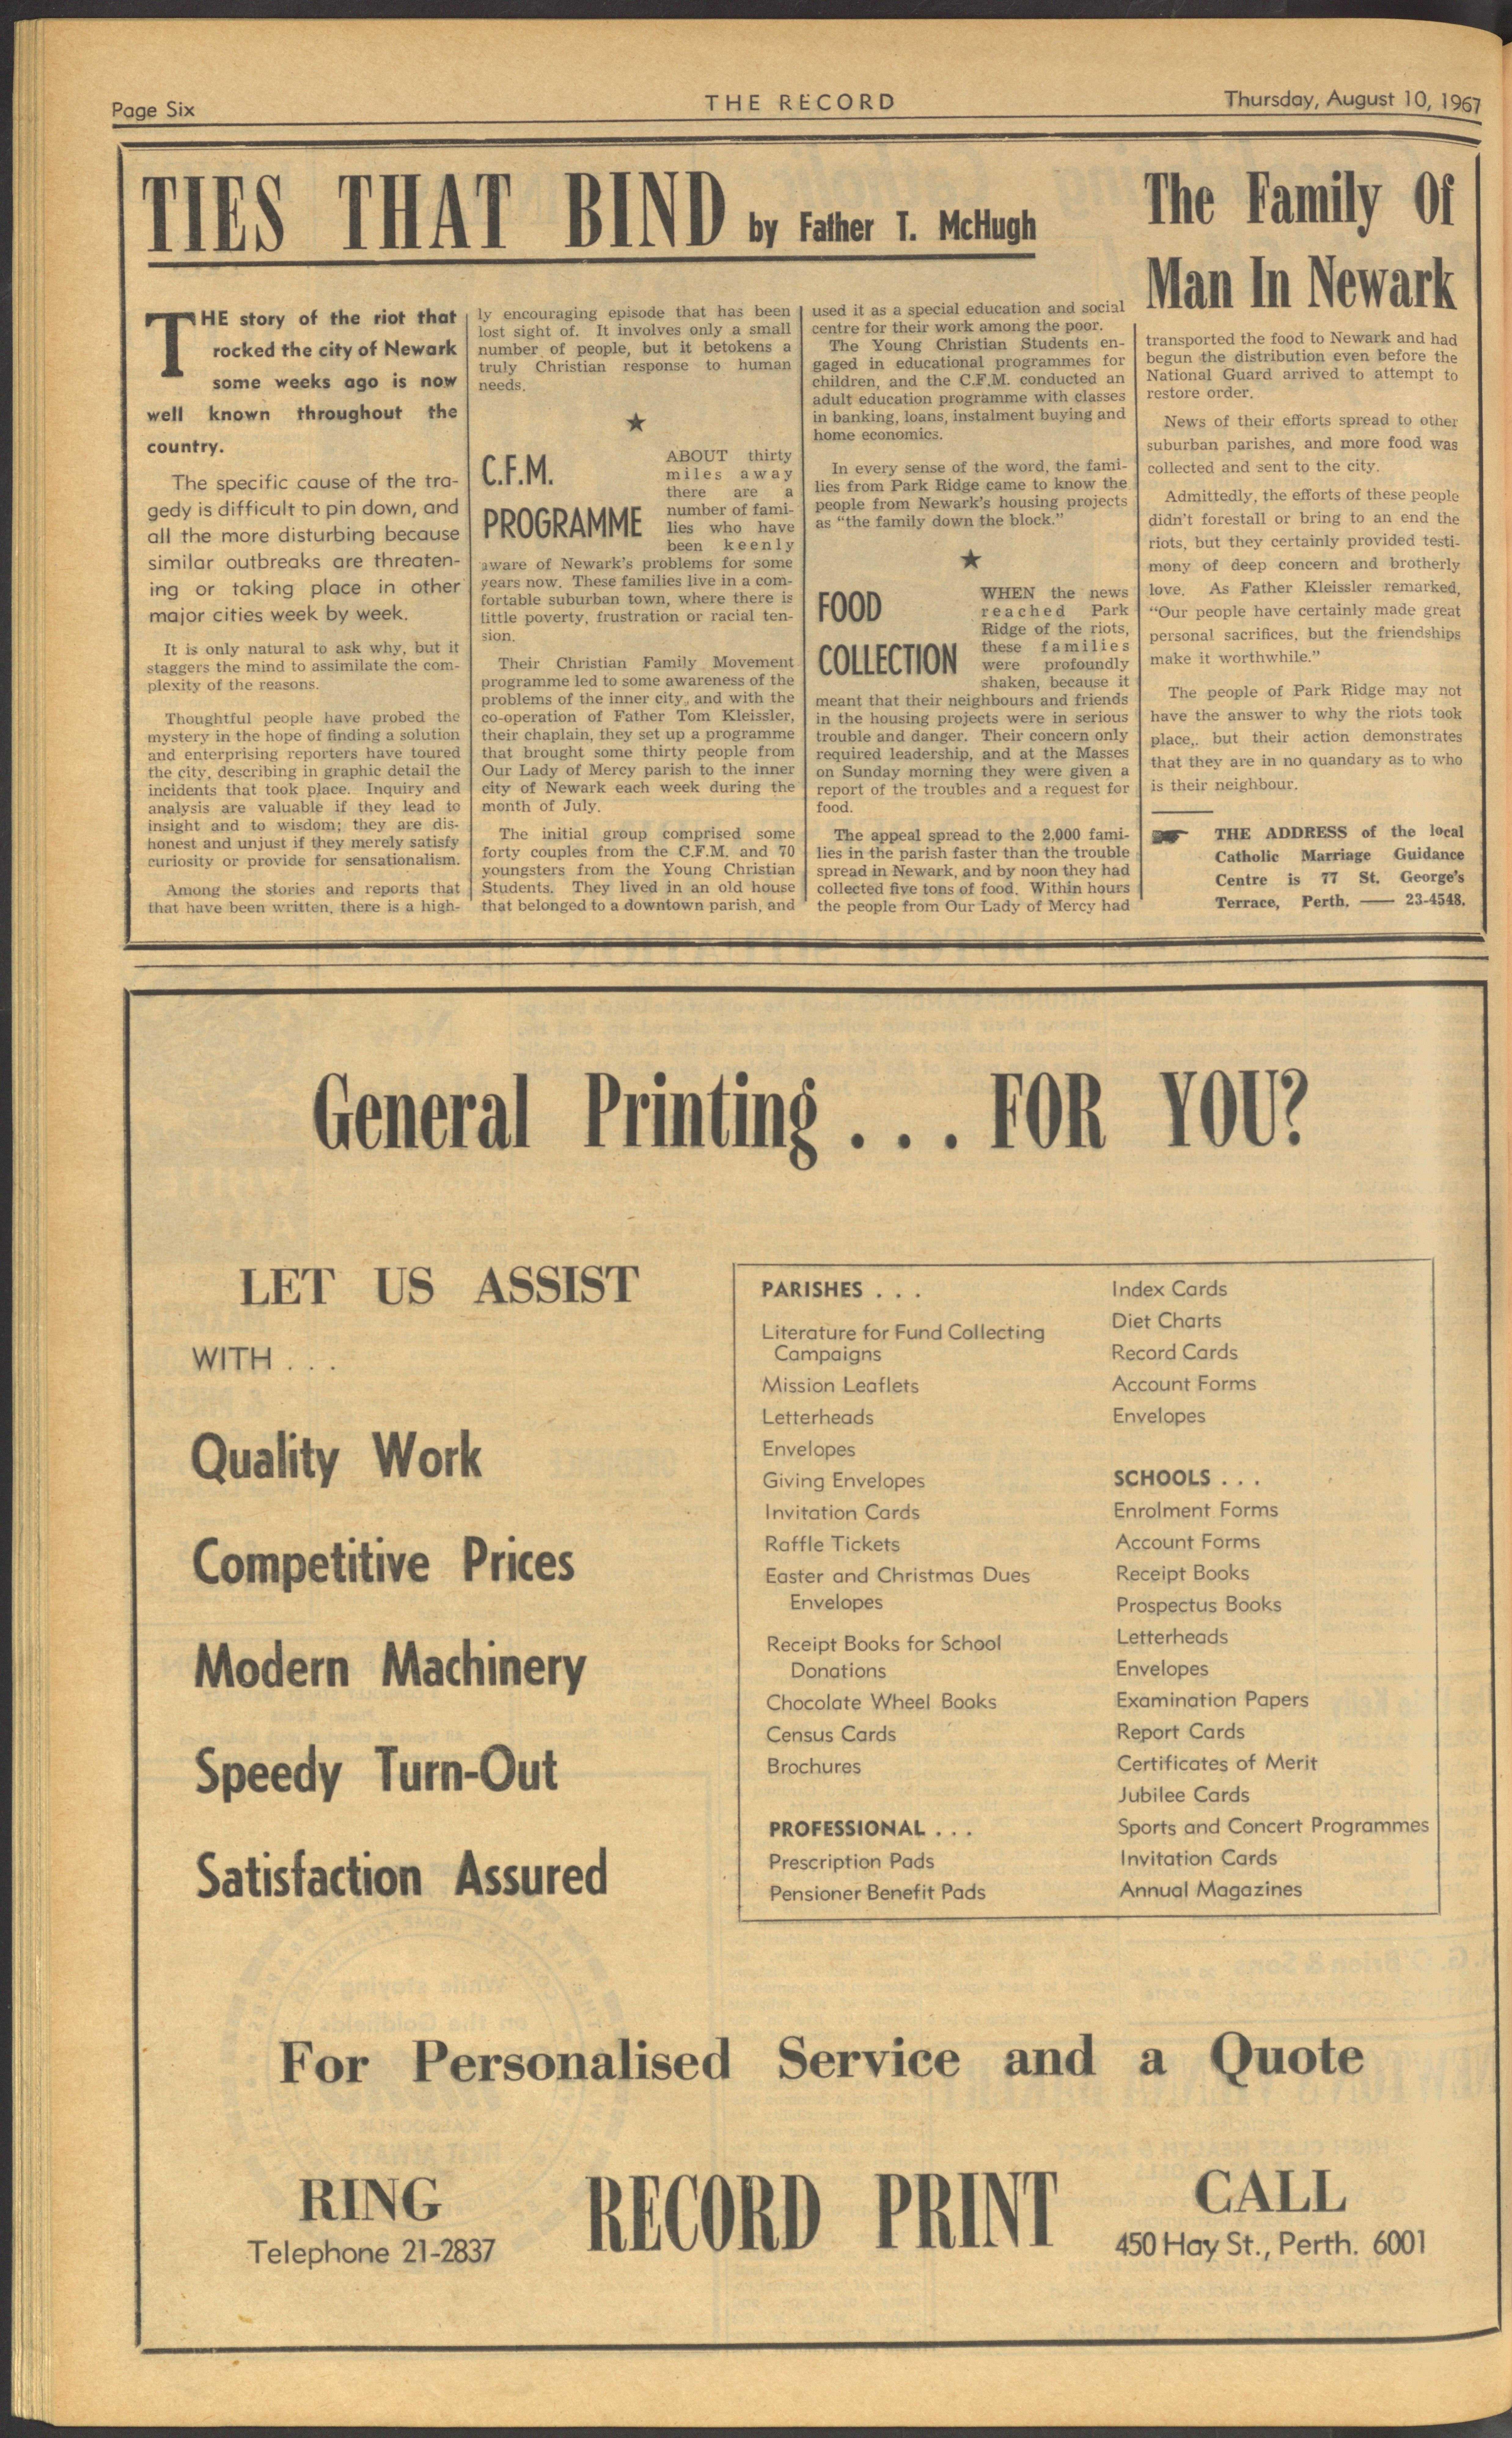 Page Six
THE RECORD
Thursday, August 10, 1967
TIES THAT BIND by Father T. McHugh
The Family Of
Man In Newark
THE story of the riot that
rocked the city of Newark
some weeks ago is now
well known throughout the
country.
The specific cause of the tra-
gedy is difficult to pin down, and
all the more disturbing because
similar outbreaks are threaten-
ing or taking place in other
major cities week by week.
It is only natural to ask why, but it
staggers the mind to assimilate the com-
plexity of the reasons.
Thoughtful people have probed the
mystery in the hope of finding a solution
and enterprising reporters have toured
the city, describing in graphic detail the
incidents that took place. Inquiry and
analysis are valuable if they lead to
insight and to wisdom; they are dis-
honest and unjust if they merely satisfy
curiosity or provide for sensationalism.
Among the stories and reports that
that have been written, there is a high-
ly encouraging episode that has been
lost sight of. It involves only a small
number of people, but it betokens a
truly Christian response to human
needs.
★
C.F.M.
PROGRAMME
ABOUT thirty
miles away
there are a
number of fami-
lies who have
been keenly
aware of Newark's problems for some
years now. These families live in a com-
fortable suburban town, where there is
little poverty, frustration or racial ten-
sion.
Their Christian Family Movement
programme led to some awareness of the
problems of the inner city, and with the
co-operation of Father Tom Kleissler,
their chaplain, they set up a programme
that brought some thirty people from
Our Lady of Mercy parish to the inner
city of Newark each week during the
month of July.
The initial group comprised some
forty couples from the C.F.M. and 70
youngsters from the Young Christian
Students. They lived in an old house
that belonged to a downtown parish, and
used it as a special education and social
centre for their work among the poor.
The Young Christian Students en-
gaged in educational programmes for
children, and the C.F.M. conducted an
adult education programme with classes
in banking, loans, instalment buying and
home economics.
In every sense of the word, the fami-
lies from Park Ridge came to know the
people from Newark's housing projects
as "the family down the block."
★
FOOD
COLLECTION
WHEN the news
reached Park
Ridge of the riots,
these families
were profoundly
shaken, because it
meant that their neighbours and friends
in the housing projects were in serious
trouble and danger. Their concern only
required leadership, and at the Masses
on Sunday morning they were given a
report of the troubles and a request for
food.
The appeal spread to the 2,000 fami-
lies in the parish faster than the trouble
spread in Newark, and by noon they had
collected five tons of food. Within hours
the people from Our Lady of Mercy had
transported the food to Newark and had
begun the distribution even before the
National Guard arrived to attempt to
restore order.
News of their efforts spread to other
suburban parishes, and more food was
collected and sent to the city.
Admittedly, the efforts of these people
didn't forestall or bring to an end the
riots, but they certainly provided testi-
mony of deep concern and brotherly
love. As Father Kleissler remarked,
"Our people have certainly made great
personal sacrifices, but the friendships
make it worthwhile."
The people of Park Ridge may not
have the answer to why the riots took
place,. but their action demonstrates
that they are in no quandary as to who
is their neighbour.
THE ADDRESS of the local
Catholic Marriage Guidance
Centre is 77 St. George's
Terrace, Perth. — 23-4548.
General Printing . . . FOR YOU?
LET US ASSIST
WITH . . .
Quality Work
Competitive Prices
Modern Machinery
Speedy Turn-Out
Satisfaction Assured
PARISHES . . .
Literature for Fund Collecting
Campaigns
Mission Leaflets
Letterheads
Envelopes
Giving Envelopes
Invitation Cards
Raffle Tickets
Easter and Christmas Dues
Envelopes
Receipt Books for School
Donations
Chocolate Wheel Books
Census Cards
Brochures
PROFESSIONAL . . .
Prescription Pads
Pensioner Benefit Pads
Index Cards
Diet Charts
Record Cards
Account Forms
Envelopes
SCHOOLS . . .
Enrolment Forms
Account Forms
Receipt Books
Prospectus Books
Letterheads
Envelopes
Examination Papers
Report Cards
Certificates of Merit
Jubilee Cards
Sports and Concert Programmes
Invitation Cards
Annual Magazines
For Personalised Service and a Quote
RING
Telephone 21-2837
RECORD PRINT
CALL
450 Hay St., Perth. 6001